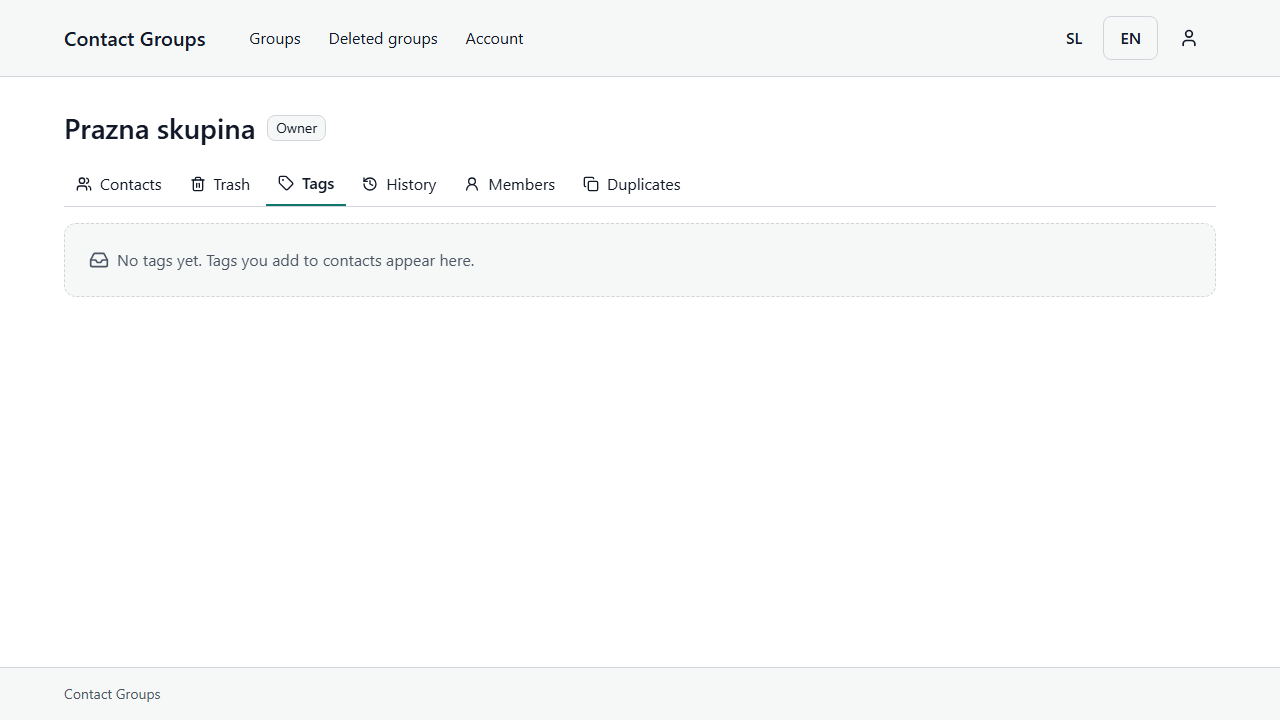 Contact Groups Groups Deleted groups Account SL EN
Prazna skupina Owner
Contacts Trash Tags History Members Duplicates
No tags yet. Tags you add to contacts appear here.
Contact Groups